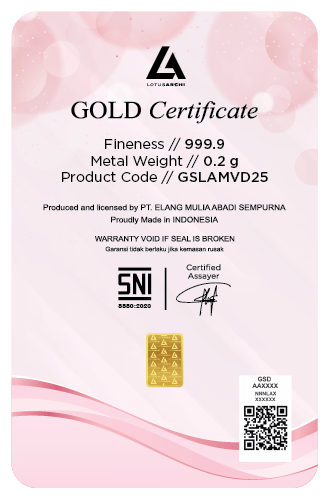 LOTUSARCHI
GOLD Certificate
Fineness // 999.9
Metal Weight // 0.2 g
Product Code // GSLAMVD25
Produced and licensed by PT. ELANG MULIA ABADI SEMPURNA
Proudly Made in INDONESIA
WARRANTY VOID IF SEAL IS BROKEN
Garansi tidak berlaku jika kemasan rusak
SNI
8880:2020
Certified
Assayer
GSD
AAXXXX
NNNLAX
XXXXXX